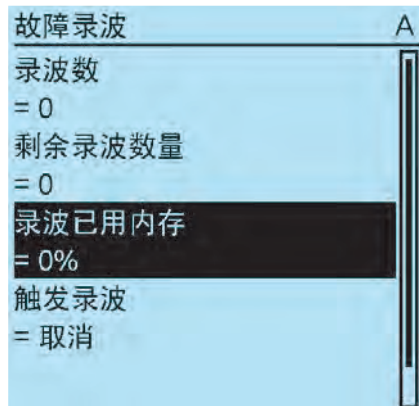 故障录波 A
录波数
= 0
剩余录波数量
= 0
录波已用内存
= 0%
触发录波
= 取消